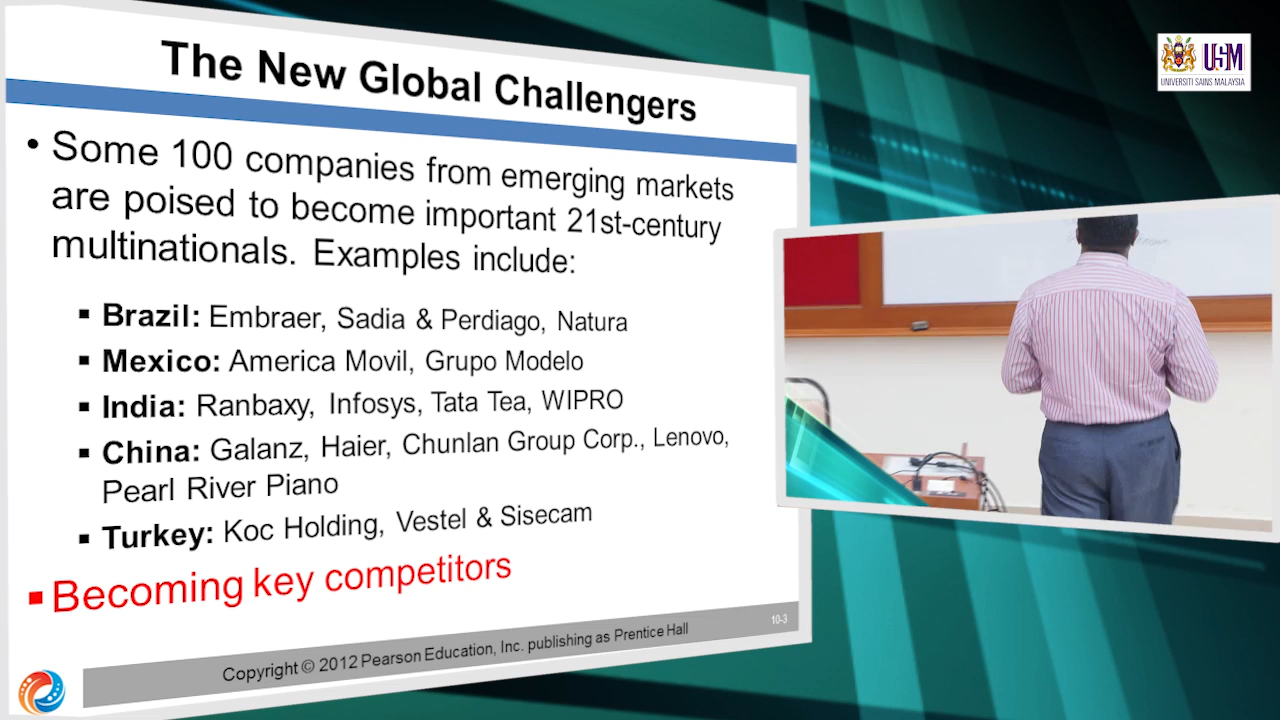 The New Global Challengers
• Some 100 companies from emerging markets
are poised to become important 21st-century
multinationals. Examples include:
▪ Brazil: Embraer, Sadia & Perdiago, Natura
▪ Mexico: America Movil, Grupo Modelo
▪ India: Ranbaxy, Infosys, Tata Tea, WIPRO
▪ China: Galanz, Haier, Chunlan Group Corp., Lenovo,
Pearl River Piano
▪ Turkey: Koc Holding, Vestel & Sisecam
▪ Becoming key competitors
Copyright © 2012 Pearson Education, Inc. publishing as Prentice Hall
10-3
USM
UNIVERSITI SAINS MALAYSIA